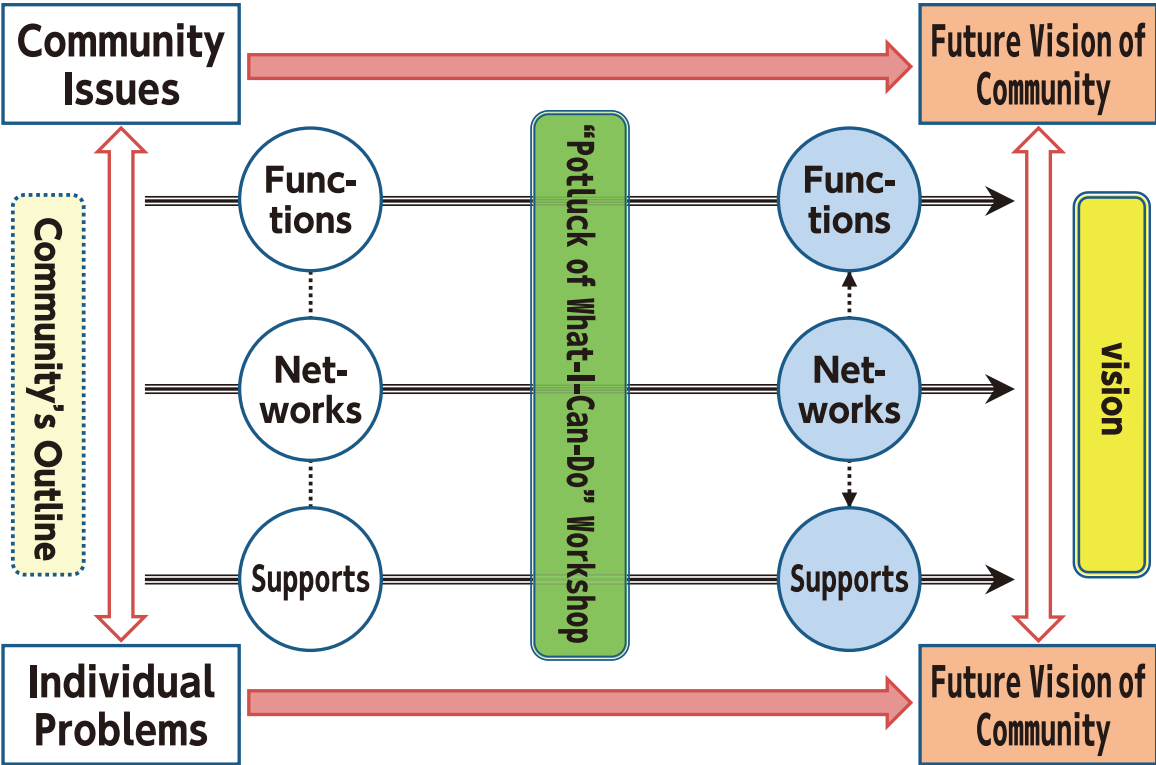 Community
Issues
Future Vision of
Community
Community's Outline
Func-
tions
Net-
works
Supports
"Potluck of What-I-Can-Do" Workshop
Func-
tions
Net-
works
Supports
vision
Individual
Problems
Future Vision of
Community